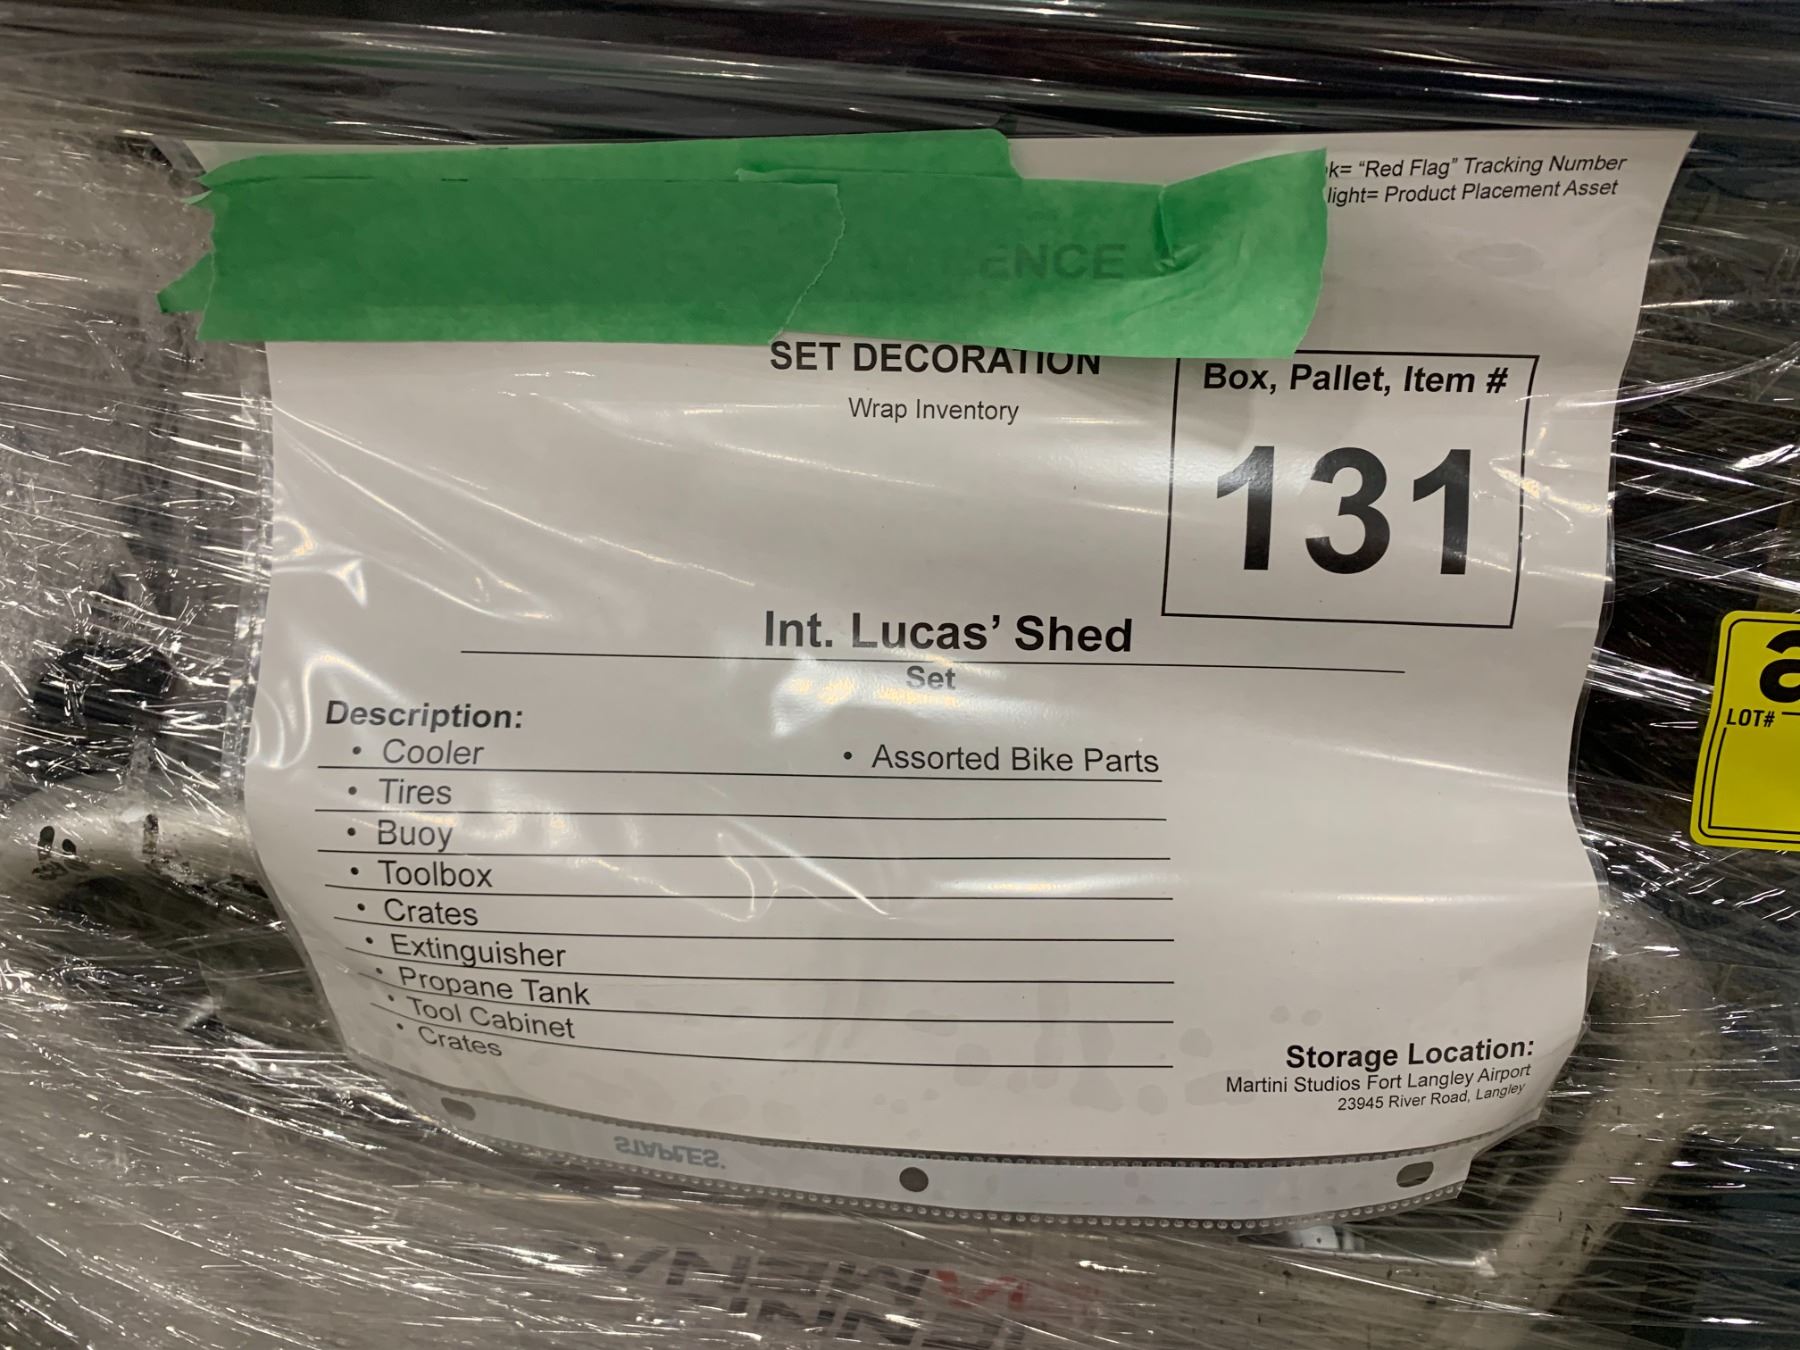 k= “Red Flag” Tracking Number
light= Product Placement Asset
ENCE
SET DECORATION
Wrap Inventory
Box, Pallet, Item #
131
Int. Lucas’ Shed
Set
Description:
• Cooler
• Assorted Bike Parts
• Tires
• Buoy
• Toolbox
• Crates
• Extinguisher
• Propane Tank
• Tool Cabinet
• Crates
Storage Location:
Martini Studios Fort Langley Airport
23945 River Road, Langley
STAPLES.
a
LOT#